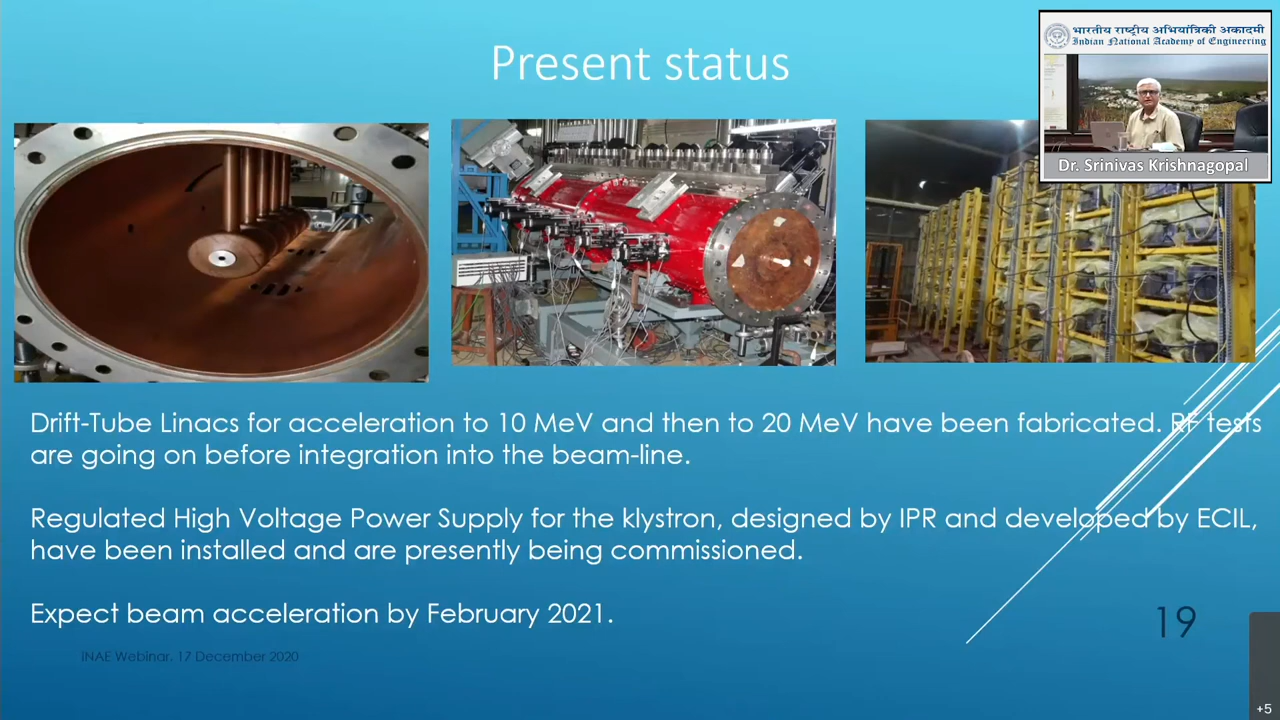 Present status
भारतीय राष्ट्रीय अभियांत्रिकी अकादमी
Indian National Academy of Engineering
Dr. Srinivas Krishnagopal
Drift-Tube Linacs for acceleration to 10 MeV and then to 20 MeV have been fabricated. RF tests
are going on before integration into the beam-line.
Regulated High Voltage Power Supply for the klystron, designed by IPR and developed by ECIL,
have been installed and are presently being commissioned.
Expect beam acceleration by February 2021.
19
INAE Webinar, 17 December 2020
+5